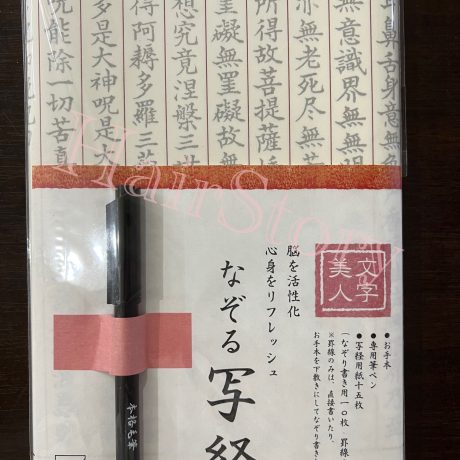 鼻舌身意無
無意識界無無明
亦無老死尽無苦
所得故菩提薩埵
罣礙無罣礙故無
想究竟涅槃三世
得阿耨多羅三藐
多是大神呪是大
能除一切苦真
文字
美人
●お手本
●専用筆ペン
●写経用紙十五枚
(なぞり書き用一〇枚 罫線
※罫線のみは、直接書いたり、
お手本を下敷きにしてなぞり書き
脳を活性化
心身をリフレッシュ
なぞる写経
本格毛筆
HairStory